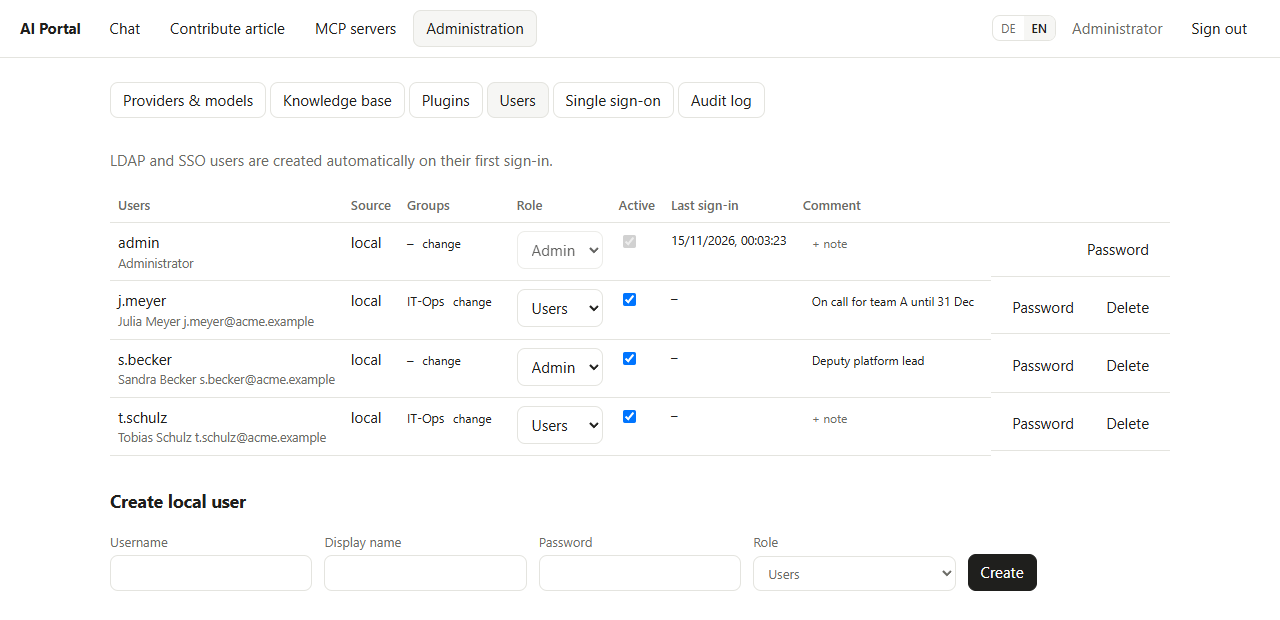 AI Portal Chat Contribute article MCP servers Administration DE EN Administrator Sign out
Providers & models Knowledge base Plugins Users Single sign-on Audit log
LDAP and SSO users are created automatically on their first sign-in.
Users Source Groups Role Active Last sign-in Comment
admin local – change Admin 15/11/2026, 00:03:23 + note Password
Administrator
j.meyer local IT-Ops change Users – On call for team A until 31 Dec Password Delete
Julia Meyer j.meyer@acme.example
s.becker local – change Admin – Deputy platform lead Password Delete
Sandra Becker s.becker@acme.example
t.schulz local IT-Ops change Users – + note Password Delete
Tobias Schulz t.schulz@acme.example
Create local user
Username Display name Password Role
Users Create